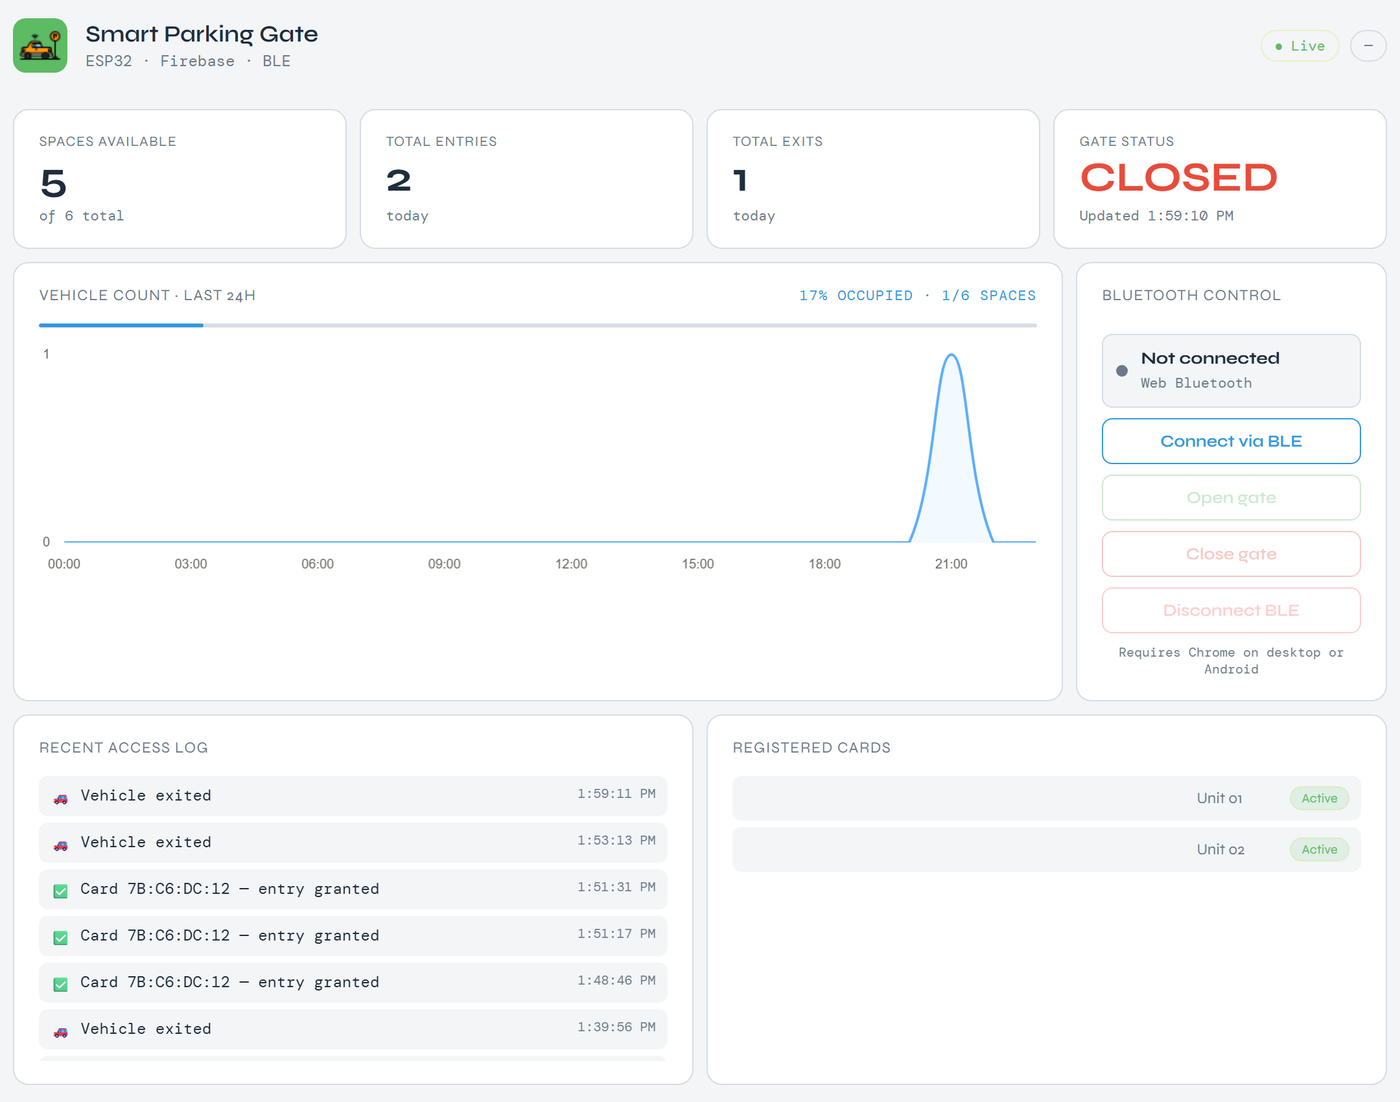 Smart Parking Gate
ESP32 · Firebase · BLE
● Live
—
SPACES AVAILABLE
5
of 6 total
TOTAL ENTRIES
2
today
TOTAL EXITS
1
today
GATE STATUS
CLOSED
Updated 1:59:10 PM
VEHICLE COUNT · LAST 24H
17% OCCUPIED · 1/6 SPACES
1
0
00:00 03:00 06:00 09:00 12:00 15:00 18:00 21:00
BLUETOOTH CONTROL
Not connected
Web Bluetooth
Connect via BLE
Open gate
Close gate
Disconnect BLE
Requires Chrome on desktop or
Android
RECENT ACCESS LOG
Vehicle exited 1:59:11 PM
Vehicle exited 1:53:13 PM
Card 7B:C6:DC:12 — entry granted 1:51:31 PM
Card 7B:C6:DC:12 — entry granted 1:51:17 PM
Card 7B:C6:DC:12 — entry granted 1:48:46 PM
Vehicle exited 1:39:56 PM
REGISTERED CARDS
Unit 01 Active
Unit 02 Active